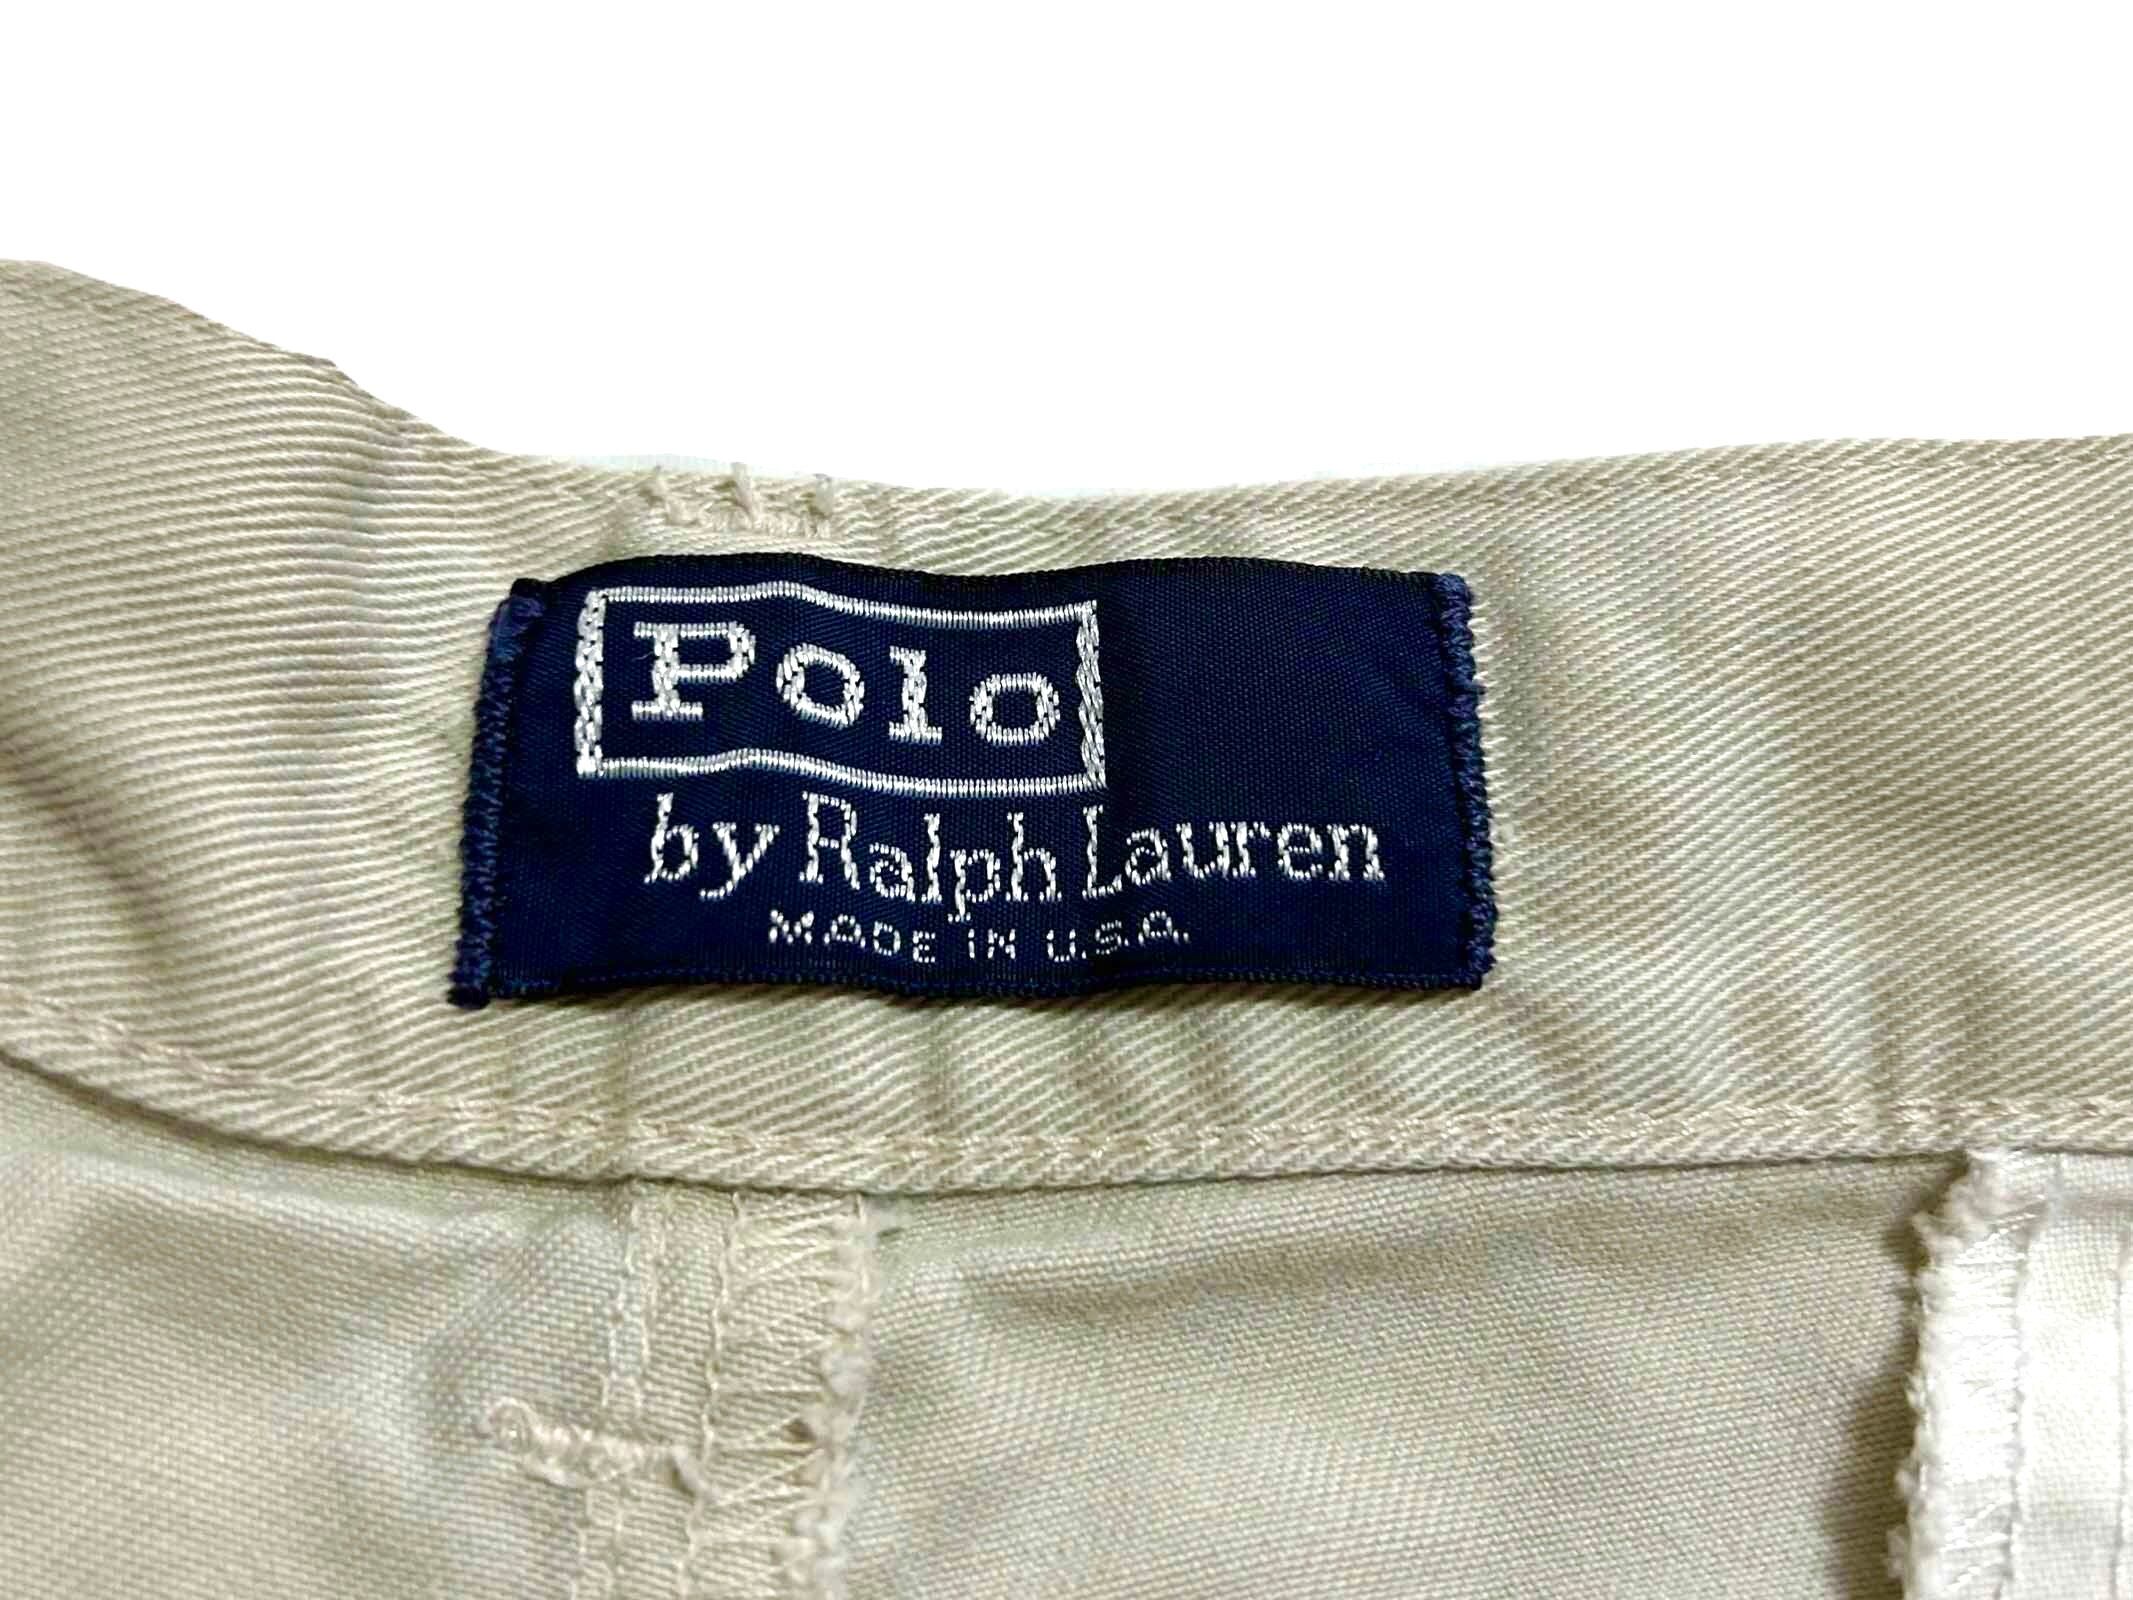 Polo
by Ralph Lauren
MADE IN U.S.A.